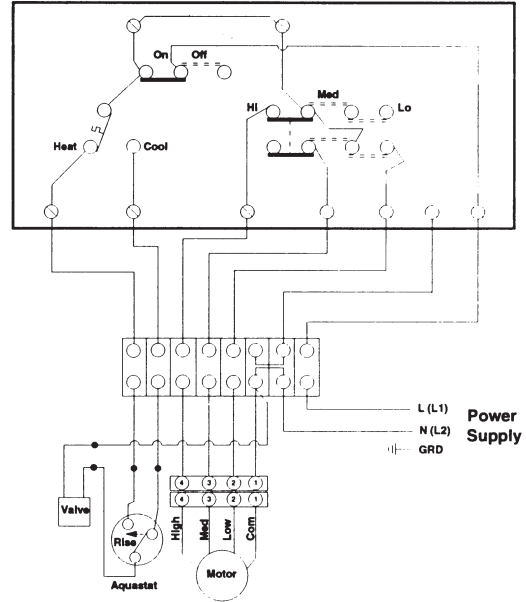 On Off
Hi Med Lo
Heat Cool
L (L1)
N (L2)
GRD
Power
Supply
4 3 2 1
4 3 2 1
High Med Low Com
Valve
Rise
Aquastat
Motor